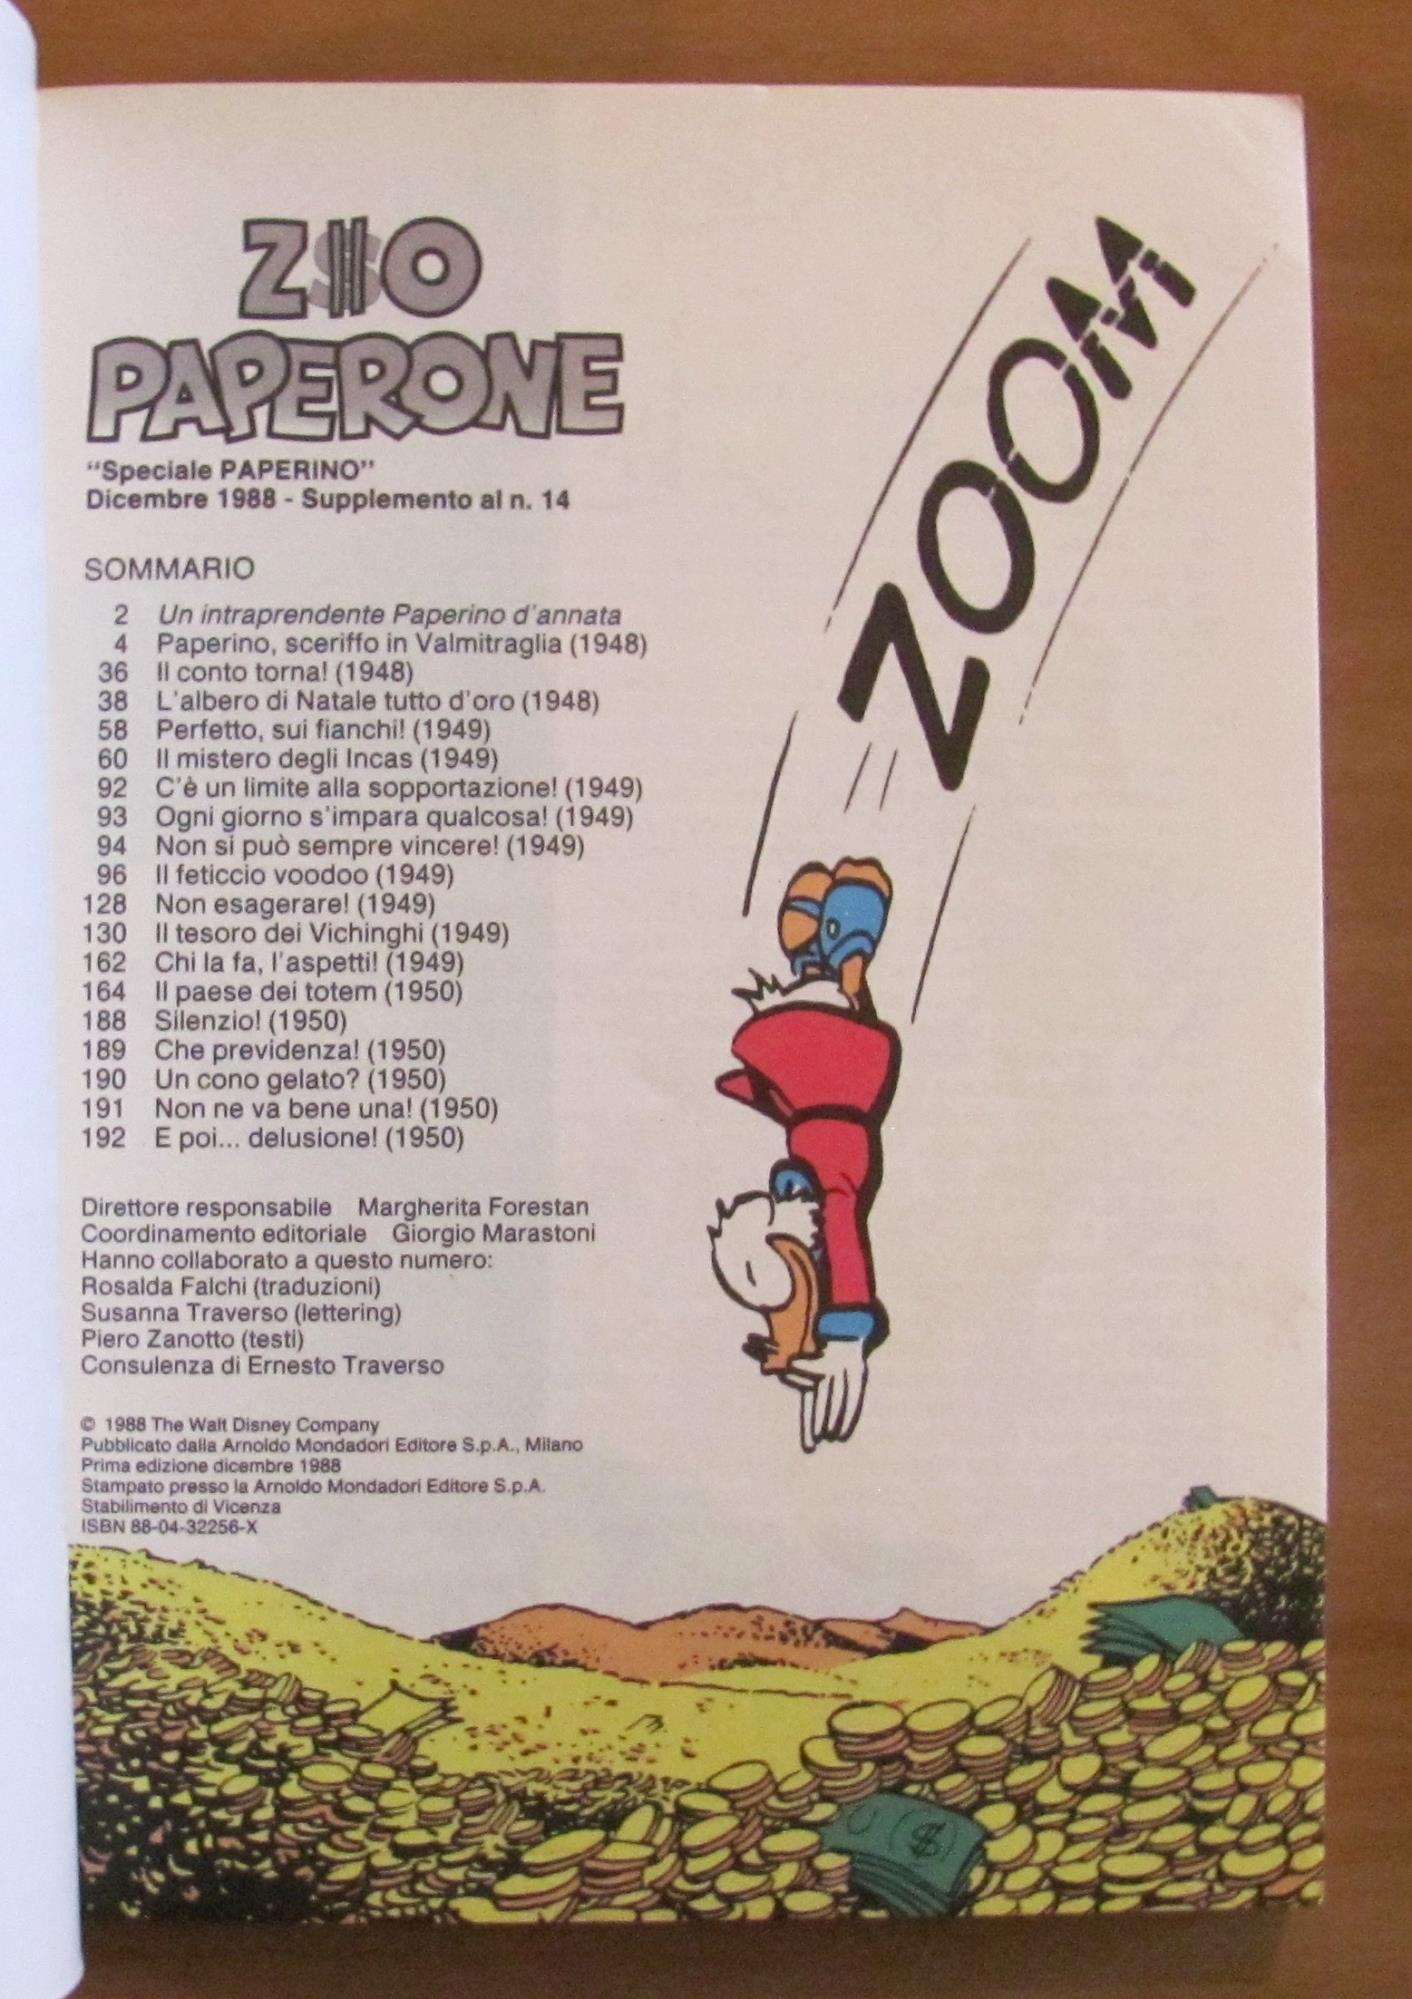 ZIO
PAPERONE
“Speciale PAPERINO”
Dicembre 1988 - Supplemento al n. 14
SOMMARIO
2 Un intraprendente Paperino d'annata
4 Paperino, sceriffo in Valmitraglia (1948)
36 Il conto torna! (1948)
38 L'albero di Natale tutto d'oro (1948)
58 Perfetto, sui fianchi! (1949)
60 Il mistero degli Incas (1949)
92 C'è un limite alla sopportazione! (1949)
93 Ogni giorno s'impara qualcosa! (1949)
94 Non si può sempre vincere! (1949)
96 Il feticcio voodoo (1949)
128 Non esagerare! (1949)
130 Il tesoro dei Vichinghi (1949)
162 Chi la fa, l'aspetti! (1949)
164 Il paese dei totem (1950)
188 Silenzio! (1950)
189 Che previdenza! (1950)
190 Un cono gelato? (1950)
191 Non ne va bene una! (1950)
192 E poi... delusione! (1950)
Direttore responsabile Margherita Forestan
Coordinamento editoriale Giorgio Marastoni
Hanno collaborato a questo numero:
Rosalda Falchi (traduzioni)
Susanna Traverso (lettering)
Piero Zanotto (testi)
Consulenza di Ernesto Traverso
© 1988 The Walt Disney Company
Pubblicato dalla Arnoldo Mondadori Editore S.p.A., Milano
Prima edizione dicembre 1988
Stampato presso la Arnoldo Mondadori Editore S.p.A.
Stabilimento di Vicenza
ISBN 88-04-32256-X
ZOOM
$